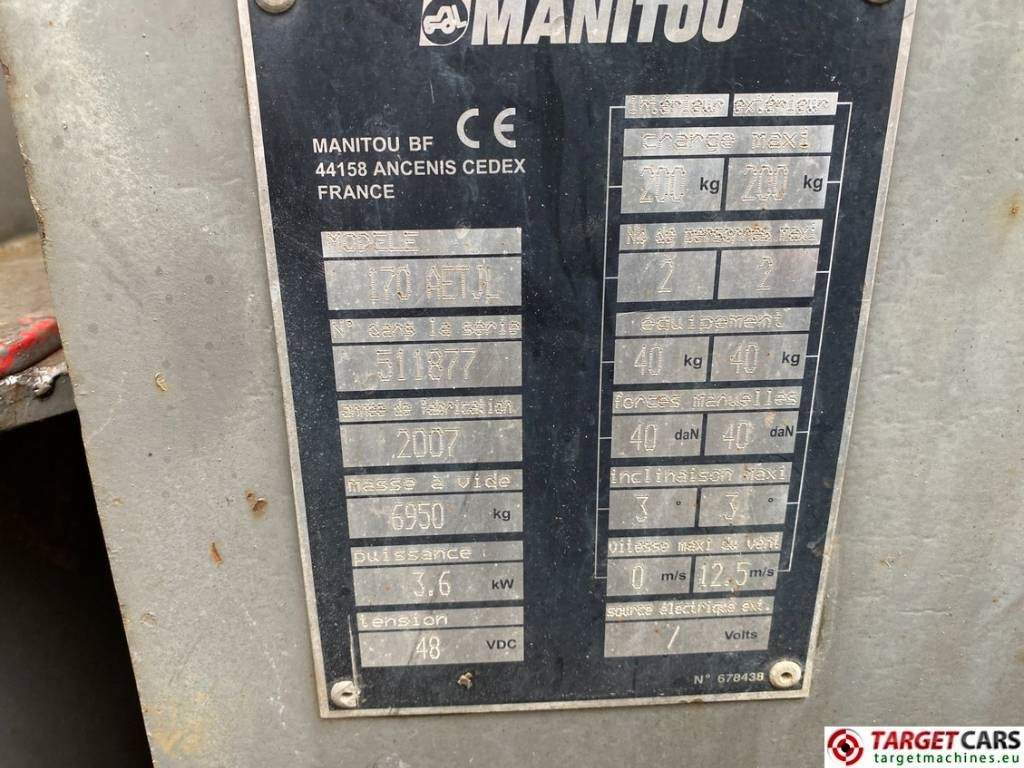 MANITOU
CE
MANITOU BF
44158 ANCENIS CEDEX
FRANCE
MODELE
170 AETJL
N° dans la série
511877
année de fabrication
2007
masse à vide
6950 kg
puissance
3.6 kW
tension
48 VDC
intérieur extérieur
charge maxi
200 kg 200 kg
Nb de personnes maxi
2 2
l'équipement
40 kg 40 kg
forces manuelles
40 daN 40 daN
inclinaison maxi
3 ° 3 °
vitesse maxi du vent
0 m/s 12.5 m/s
source électrique ext.
/ Volts
N° 678438
TARGETCARS
targetmachines.eu